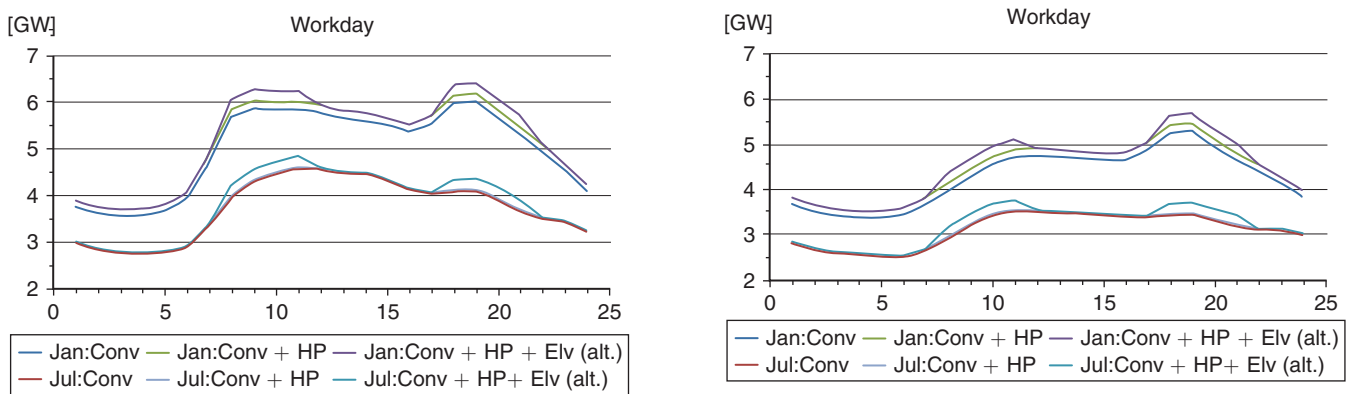 [GW]
Workday
7
6
5
4
3
2
0
5
10
15
20
25
Jan:Conv
Jan:Conv + HP
Jan:Conv + HP + Elv (alt.)
Jul:Conv
Jul:Conv + HP
Jul:Conv + HP+ Elv (alt.)
[GW]
Workday
7
6
5
4
3
2
0
5
10
15
20
25
Jan:Conv
Jan:Conv + HP
Jan:Conv + HP + Elv (alt.)
Jul:Conv
Jul:Conv + HP
Jul:Conv + HP+ Elv (alt.)